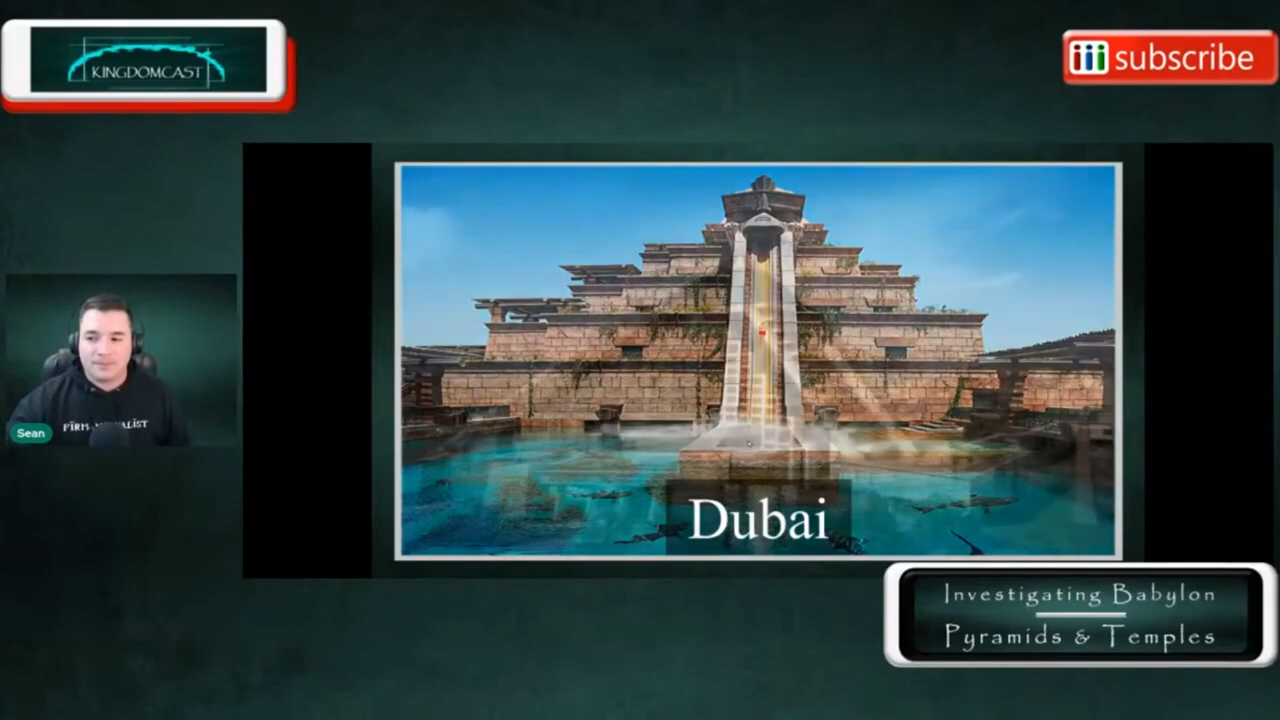 KINGDOMCAST
subscribe
Sean
Dubai
Investigating Babylon
Pyramids & Temples